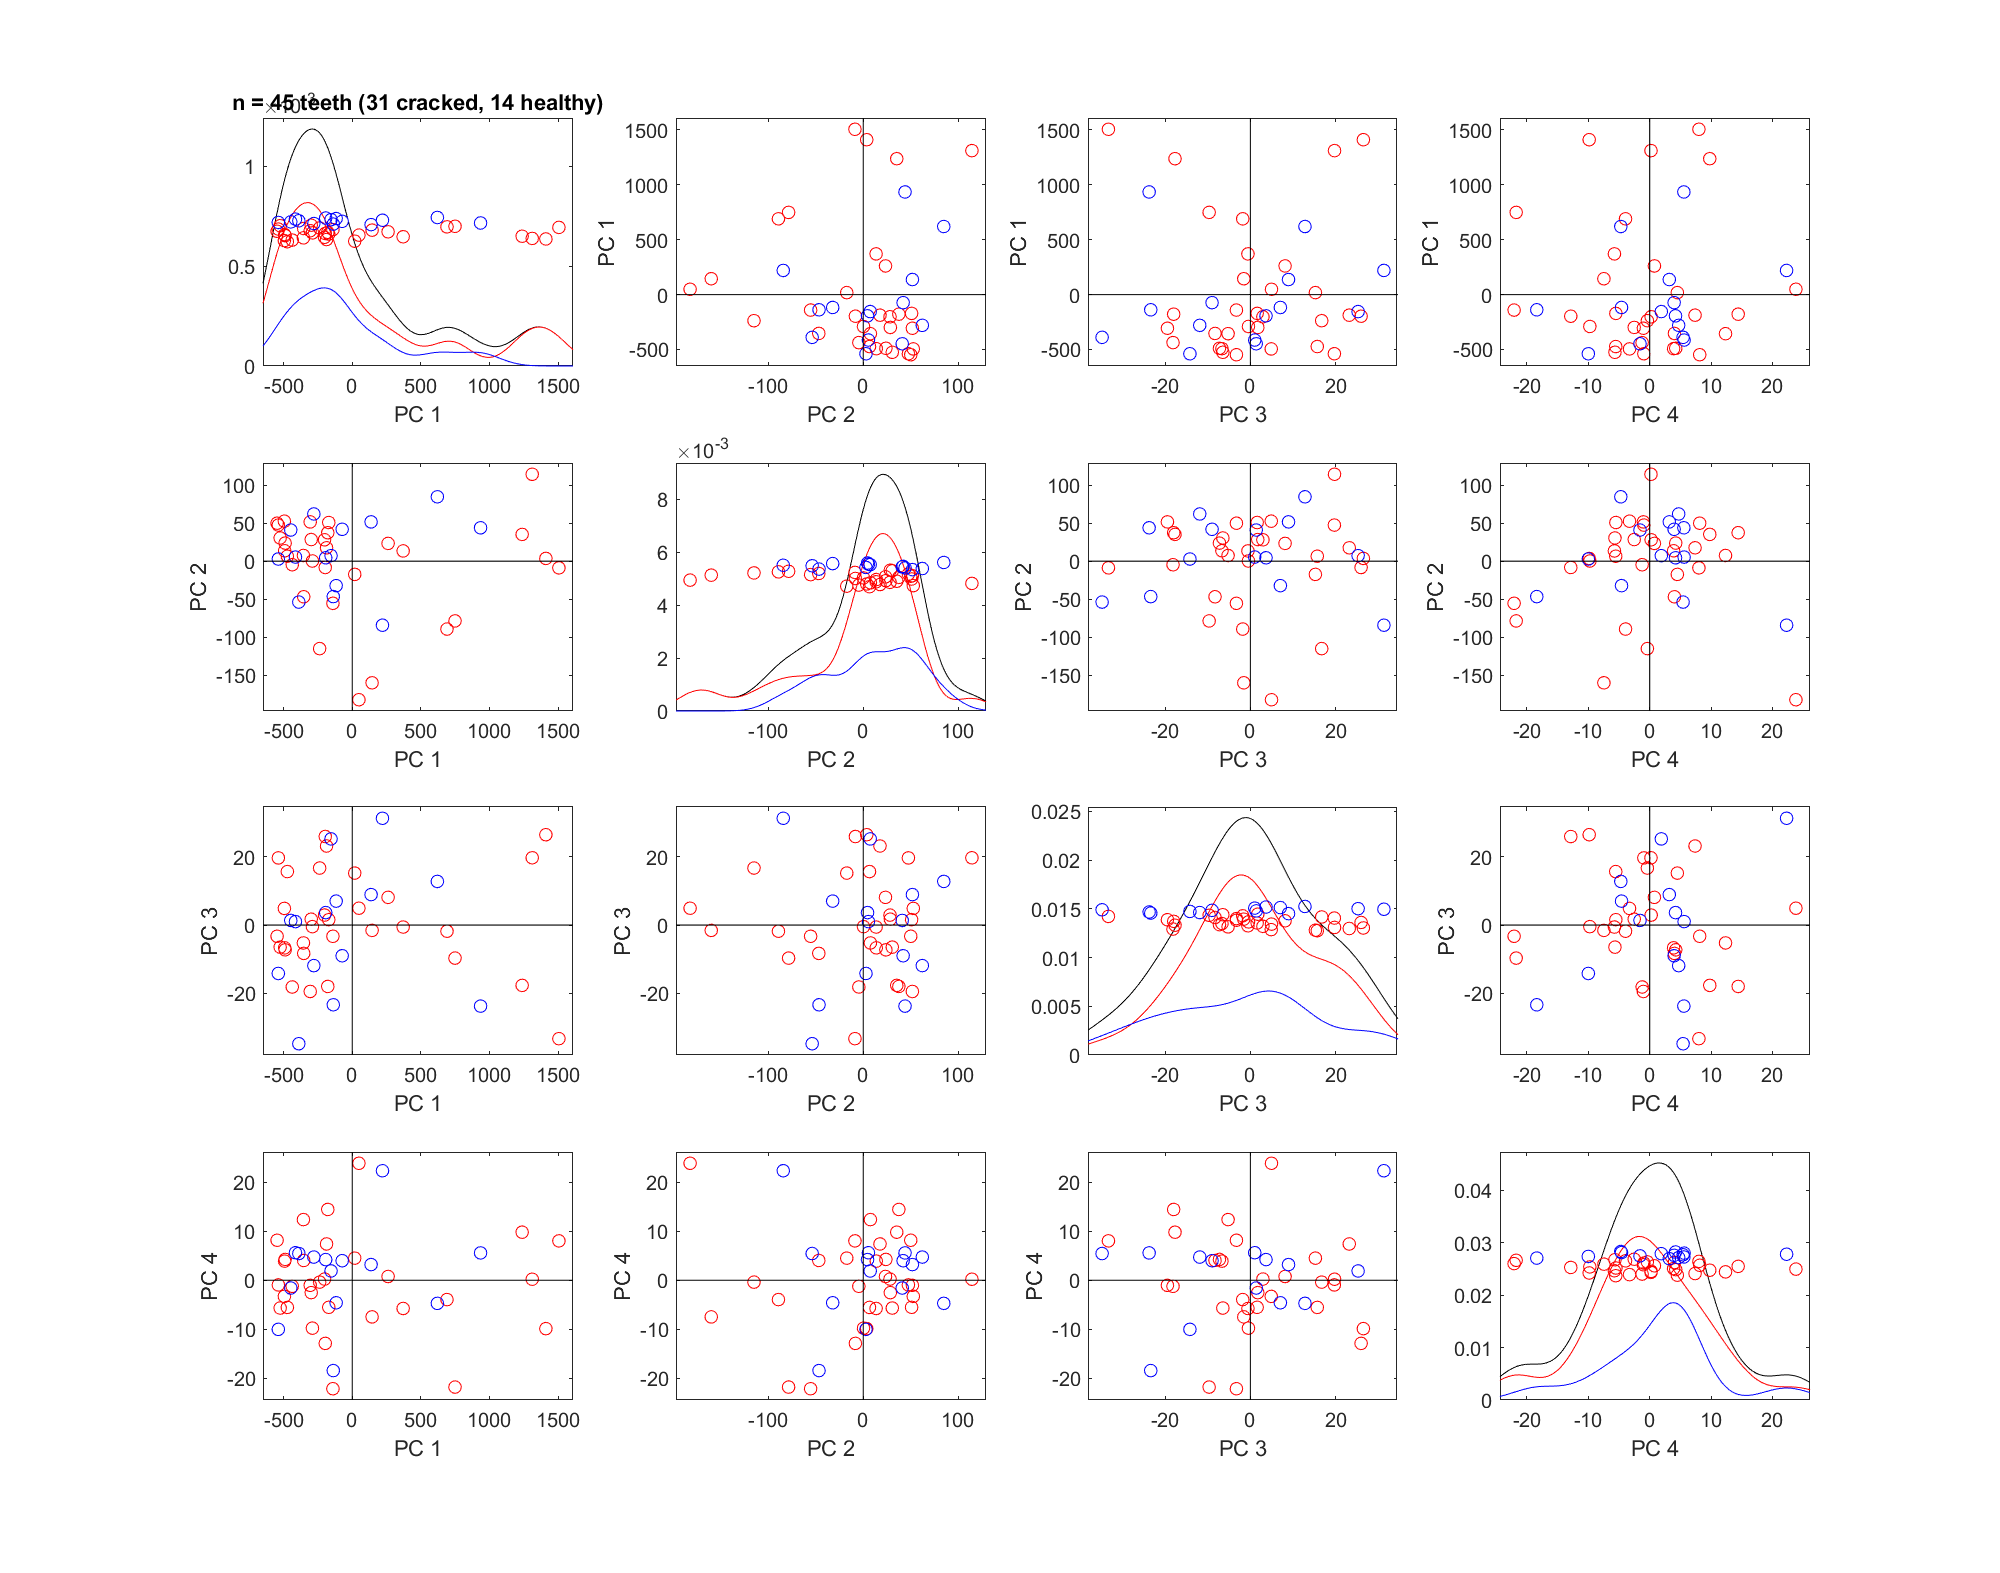 n = 45 teeth (31 cracked, 14 healthy)
×10-3
1
0.5
0
-500 0 500 1000 1500
PC 1
1500
1000
500
0
-500
PC 1
-100 0 100
PC 2
1500
1000
500
0
-500
PC 1
-20 0 20
PC 3
1500
1000
500
0
-500
PC 1
-20 -10 0 10 20
PC 4
100
50
0
-50
-100
-150
PC 2
-500 0 500 1000 1500
PC 1
×10-3
8
6
4
2
0
-100 0 100
PC 2
100
50
0
-50
-100
-150
PC 2
-20 0 20
PC 3
100
50
0
-50
-100
-150
PC 2
-20 -10 0 10 20
PC 4
20
0
-20
PC 3
-500 0 500 1000 1500
PC 1
20
0
-20
PC 3
-100 0 100
PC 2
0.025
0.02
0.015
0.01
0.005
0
-20 0 20
PC 3
20
0
-20
PC 3
-20 -10 0 10 20
PC 4
20
10
0
-10
-20
PC 4
-500 0 500 1000 1500
PC 1
20
10
0
-10
-20
PC 4
-100 0 100
PC 2
20
10
0
-10
-20
PC 4
-20 0 20
PC 3
0.04
0.03
0.02
0.01
0
-20 -10 0 10 20
PC 4